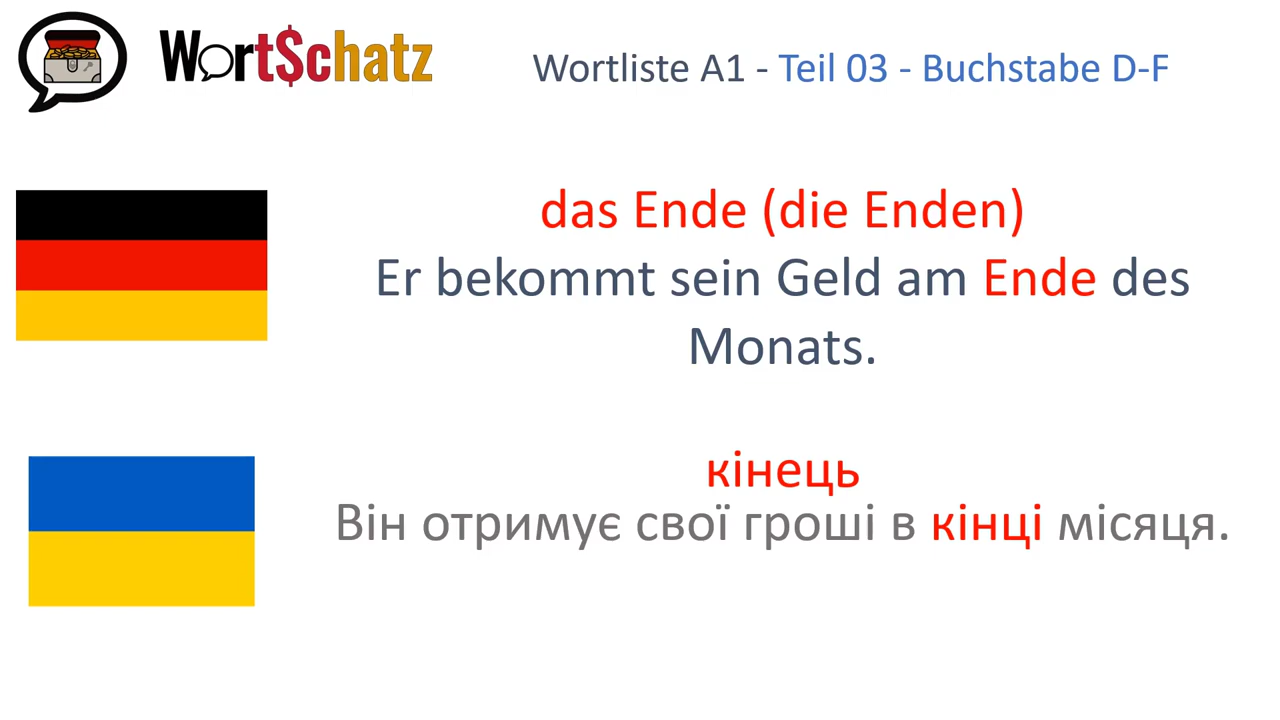 Wort$chatz
Wortliste A1 - Teil 03 - Buchstabe D-F
das Ende (die Enden)
Er bekommt sein Geld am Ende des
Monats.
кінець
Він отримує свої гроші в кінці місяця.